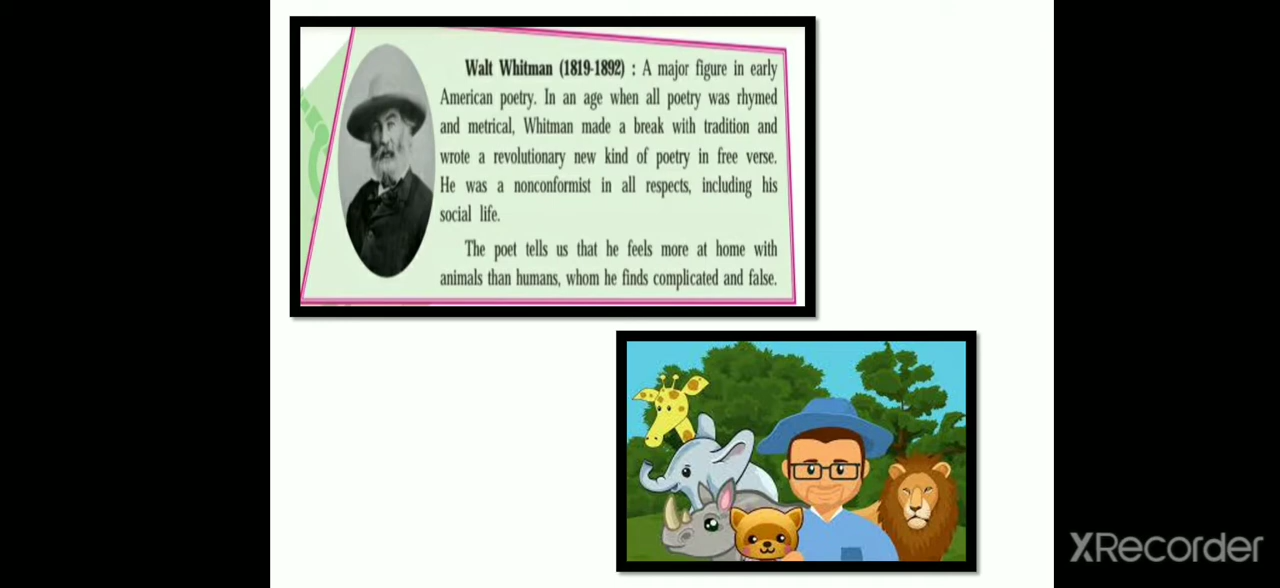 Walt Whitman (1819-1892) : A major figure in early
American poetry. In an age when all poetry was rhymed
and metrical, Whitman made a break with tradition and
wrote a revolutionary new kind of poetry in free verse.
He was a nonconformist in all respects, including his
social life.
The poet tells us that he feels more at home with
animals than humans, whom he finds complicated and false.
XRecorder